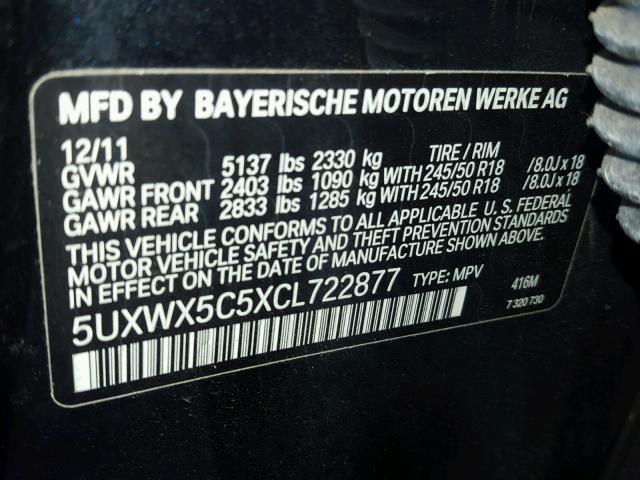 MFD BY BAYERISCHE MOTOREN WERKE AG
12/11 TIRE / RIM
GVWR 5137 lbs 2330 kg
GAWR FRONT 2403 lbs 1090 kg WITH 245/50 R18 /8.0J x 18
GAWR REAR 2833 lbs 1285 kg WITH 245/50 R18 /8.0J x 18
THIS VEHICLE CONFORMS TO ALL APPLICABLE U. S. FEDERAL
MOTOR VEHICLE SAFETY AND THEFT PREVENTION STANDARDS
IN EFFECT ON THE DATE OF MANUFACTURE SHOWN ABOVE.
5UXWX5C5XCL722877 TYPE: MPV 416M
7 320 730